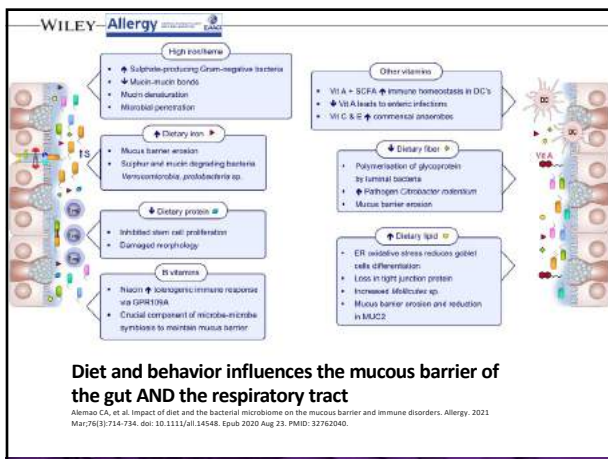 WILEY Allergy
EAACI
High iron/heme
↑ Sulphate-producing Gram-negative bacteria
↓ Mucin-mucin bonds
Mucin denaturation
Microbial penetration
↑ Dietary iron
Mucus barrier erosion
Sulphur and mucin degrading bacteria
↓ Dietary protein
Inhibited stem cell proliferation
Damaged morphology
B vitamins
Niacin ↑ tolerogenic immune response
via GPR109A
Crucial component of microbe-microbe
symbiosis to maintain mucus barrier
↑S
Other vitamins
Vit A + SCFA ↑ immune homeostasis in DC's
↓ Vit A leads to enteric infections
Vit C & E ↑ commensal anaerobes
↓ Dietary fiber
Polymerisation of glycoprotein
by luminal bacteria
↑ Pathogen Citrobacter rodentium
Mucus barrier erosion
↑ Dietary lipid
ER oxidative stress reduces goblet
cells differentiation
Loss in tight junction protein
Increased Mollicutes sp.
Mucus barrier erosion and reduction
in MUC2
DC
DC
Vit A
Diet and behavior influences the mucous barrier of
the gut AND the respiratory tract
Alemao CA, et al. Impact of diet and the bacterial microbiome on the mucous barrier and immune disorders. Allergy. 2021
Mar;76(3):714-734. doi: 10.1111/all.14548. Epub 2020 Aug 23. PMID: 32762040.